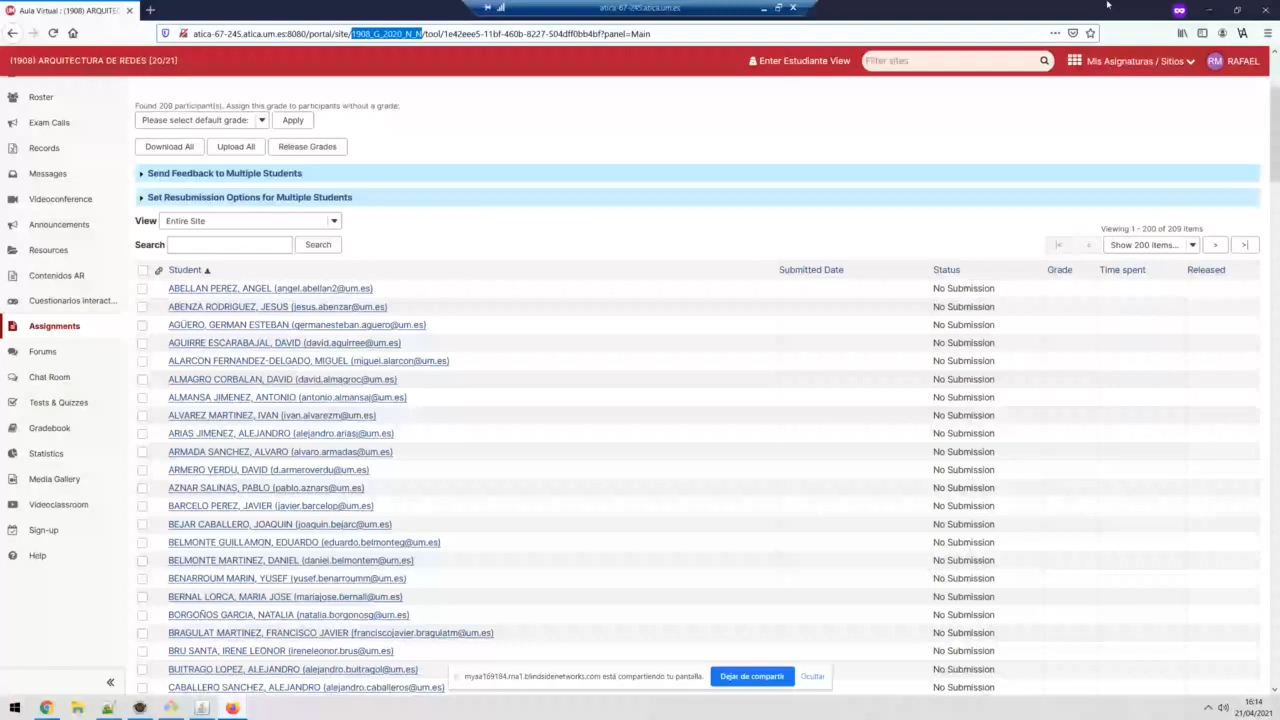 atica-67-245.atica.um.es
Aula Virtual : (1908) ARQUITEC
atica-67-245.atica.um.es:8080/portal/site/1908_G_2020_N_N/tool/1e42eee5-11bf-460b-8227-504dff0bb4bf?panel=Main
(1908) ARQUITECTURA DE REDES [20/21]
Enter Estudiante View
Filter sites
Mis Asignaturas / Sitios
RM
RAFAEL
Roster
Exam Calls
Records
Messages
Videoconference
Announcements
Resources
Contenidos AR
Cuestionarios interact...
Assignments
Forums
Chat Room
Tests & Quizzes
Gradebook
Statistics
Media Gallery
Videoclassroom
Sign-up
Help
Found 209 participant(s). Assign this grade to participants without a grade:
Please select default grade:
Apply
Download All
Upload All
Release Grades
Send Feedback to Multiple Students
Set Resubmission Options for Multiple Students
View
Entire Site
Viewing 1 - 200 of 209 items
Search
Search
|<
<
Show 200 items...
>
>|
Student
Submitted Date
Status
Grade
Time spent
Released
ABELLAN PEREZ, ANGEL (angel.abellan2@um.es) No Submission
ABENZA RODRIGUEZ, JESUS (jesus.abenzar@um.es) No Submission
AGÜERO, GERMAN ESTEBAN (germanesteban.aguero@um.es) No Submission
AGUIRRE ESCARABAJAL, DAVID (david.aguirree@um.es) No Submission
ALARCON FERNANDEZ-DELGADO, MIGUEL (miguel.alarcon@um.es) No Submission
ALMAGRO CORBALAN, DAVID (david.almagroc@um.es) No Submission
ALMANSA JIMENEZ, ANTONIO (antonio.almansaj@um.es) No Submission
ALVAREZ MARTINEZ, IVAN (ivan.alvarezm@um.es) No Submission
ARIAS JIMENEZ, ALEJANDRO (alejandro.ariasj@um.es) No Submission
ARMADA SANCHEZ, ALVARO (alvaro.armadas@um.es) No Submission
ARMERO VERDU, DAVID (d.armeroverdu@um.es) No Submission
AZNAR SALINAS, PABLO (pablo.aznars@um.es) No Submission
BARCELO PEREZ, JAVIER (javier.barcelop@um.es) No Submission
BEJAR CABALLERO, JOAQUIN (joaquin.bejarc@um.es) No Submission
BELMONTE GUILLAMON, EDUARDO (eduardo.belmonteg@um.es) No Submission
BELMONTE MARTINEZ, DANIEL (daniel.belmontem@um.es) No Submission
BENARROUM MARIN, YUSEF (yusef.benarroumm@um.es) No Submission
BERNAL LORCA, MARIA JOSE (mariajose.bernall@um.es) No Submission
BORGOÑOS GARCIA, NATALIA (natalia.borgonosg@um.es) No Submission
BRAGULAT MARTINEZ, FRANCISCO JAVIER (franciscojavier.bragulatm@um.es) No Submission
BRU SANTA, IRENE LEONOR (ireneleonor.brus@um.es) No Submission
BUITRAGO LOPEZ, ALEJANDRO (alejandro.buitragol@um.es) No Submission
CABALLERO SANCHEZ, ALEJANDRO (alejandro.caballeros@um.es) No Submission
myaa169184.rna1.blindsidenetworks.com está compartiendo tu pantalla.
Dejar de compartir
Ocultar
16:14
21/04/2021